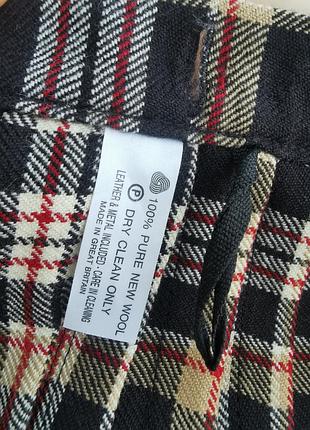 100% PURE NEW WOOL
P DRY CLEAN ONLY
LEATHER & METAL INCLUDED - CARE IN CLEANING
MADE IN GREAT BRITAIN